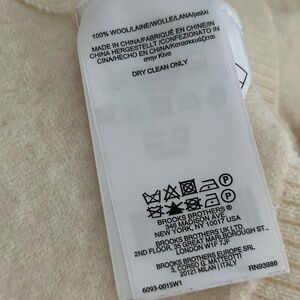 100% WOOL/LAINE/WOLLE/LANA/μαλλί
MADE IN CHINA/FABRIQUÉ EN CHINE/IN
CHINA HERGESTELLT /CONFEZIONATO IN
CINA/HECHO EN CHINA/Κατασκευάζεται
στην Κίνα
DRY CLEAN ONLY
BROOKS BROTHERS ®
346 MADISON AVE
NEW YORK, NY 10017 USA
BROOKS BROTHERS UK LTD
2ND FLOOR, 35 GREAT MARLBOROUGH ST.
LONDON W1F 7JF
BROOKS BROTHERS EUROPE SRL
3, CORSO G. MATTEOTTI
20121 MILAN | ITALY
6093-0015W1 RN93986